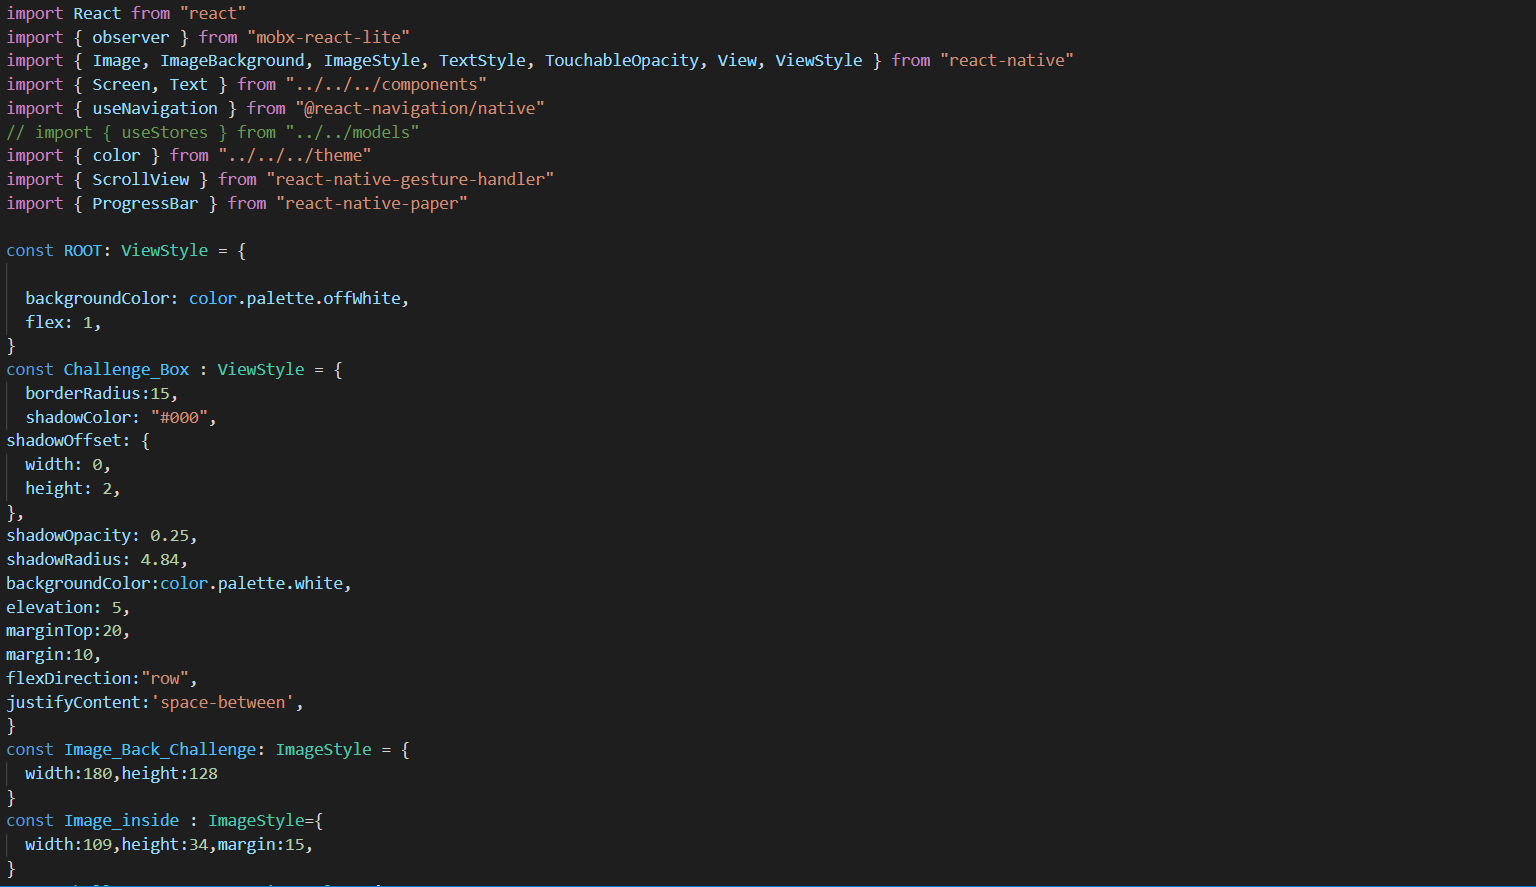 import React from "react"
import { observer } from "mobx-react-lite"
import { Image, ImageBackground, ImageStyle, TextStyle, TouchableOpacity, View, ViewStyle } from "react-native"
import { Screen, Text } from "../../../components"
import { useNavigation } from "@react-navigation/native"
// import { useStores } from "../../models"
import { color } from "../../../theme"
import { ScrollView } from "react-native-gesture-handler"
import { ProgressBar } from "react-native-paper"

const ROOT: ViewStyle = {

  backgroundColor: color.palette.offWhite,
  flex: 1,
}
const Challenge_Box : ViewStyle = {
  borderRadius:15,
  shadowColor: "#000",
shadowOffset: {
  width: 0,
  height: 2,
},
shadowOpacity: 0.25,
shadowRadius: 4.84,
backgroundColor:color.palette.white,
elevation: 5,
marginTop:20,
margin:10,
flexDirection:"row",
justifyContent:'space-between',
}
const Image_Back_Challenge: ImageStyle = {
  width:180,height:128
}
const Image_inside : ImageStyle={
  width:109,height:34,margin:15,
}